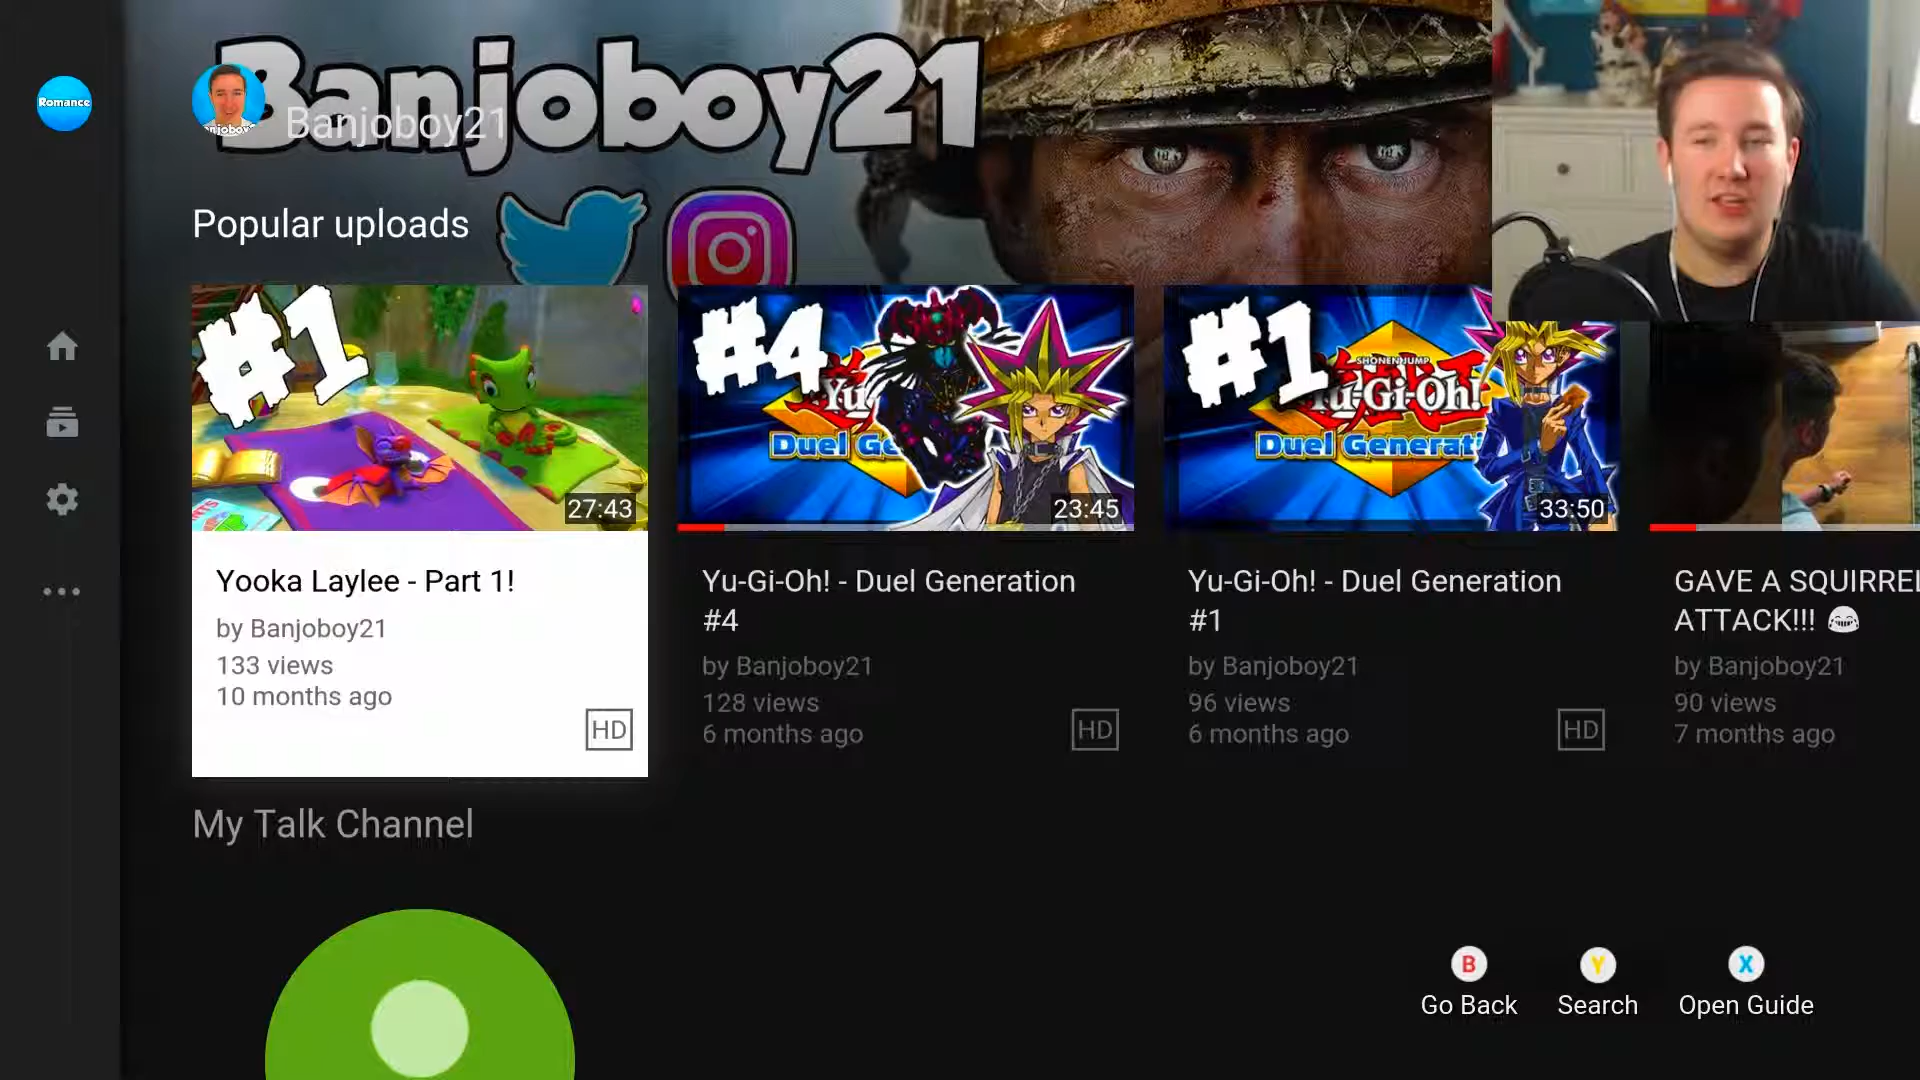 Banjoboy21
Romance
Banjoboy21
Popular uploads
#1
27:43
Yooka Laylee - Part 1!
by Banjoboy21
133 views
10 months ago
HD
#4
Yu
Duel Ge
23:45
Yu-Gi-Oh! - Duel Generation
#4
by Banjoboy21
128 views
6 months ago
HD
#1
SHONEN JUMP
Yu-Gi-Oh!
Duel Generati
33:50
Yu-Gi-Oh! - Duel Generation
#1
by Banjoboy21
96 views
6 months ago
HD
GAVE A SQUIRREL
ATTACK!!! 😂
by Banjoboy21
90 views
7 months ago
My Talk Channel
B
Go Back
Y
Search
X
Open Guide